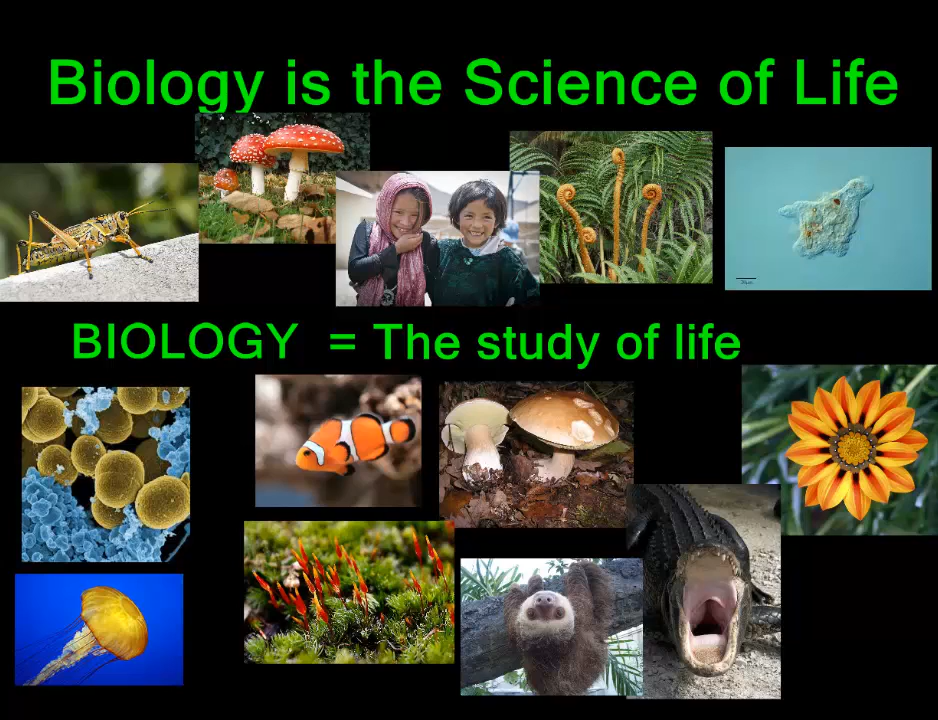 Biology is the Science of Life
BIOLOGY = The study of life